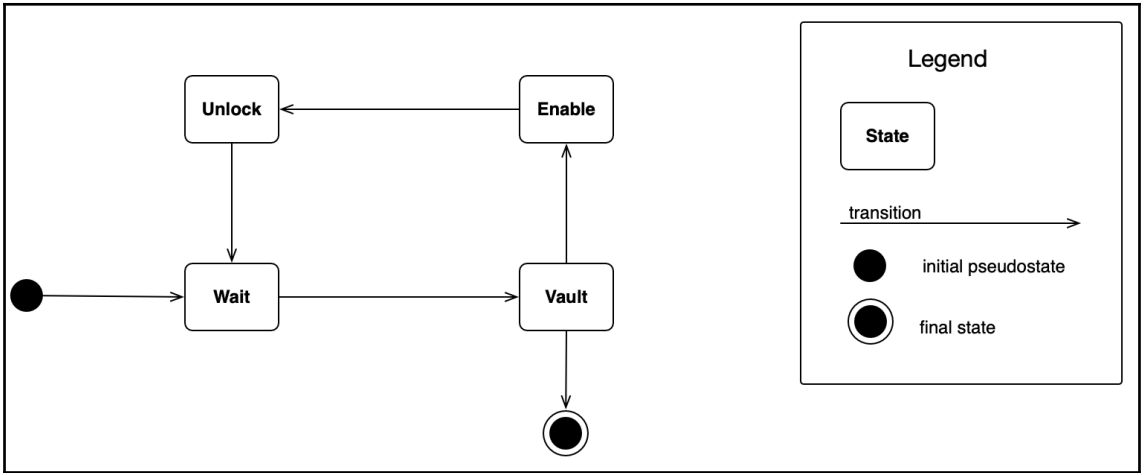 Unlock
Enable
Wait
Vault
Legend
State
transition
initial pseudostate
final state